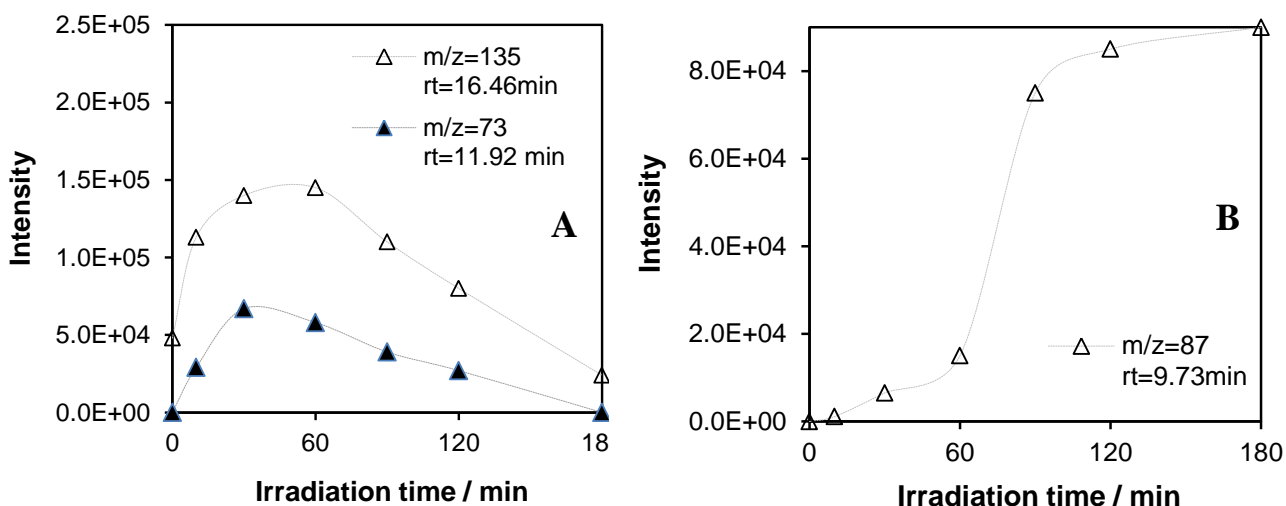 2.5E+05
2.0E+05
1.5E+05
1.0E+05
5.0E+04
0.0E+00
0
60
120
18
Intensity
Irradiation time / min
m/z=135
rt=16.46min
m/z=73
rt=11.92 min
A
8.0E+04
6.0E+04
4.0E+04
2.0E+04
0.0E+00
0
60
120
180
Intensity
Irradiation time / min
B
m/z=87
rt=9.73min